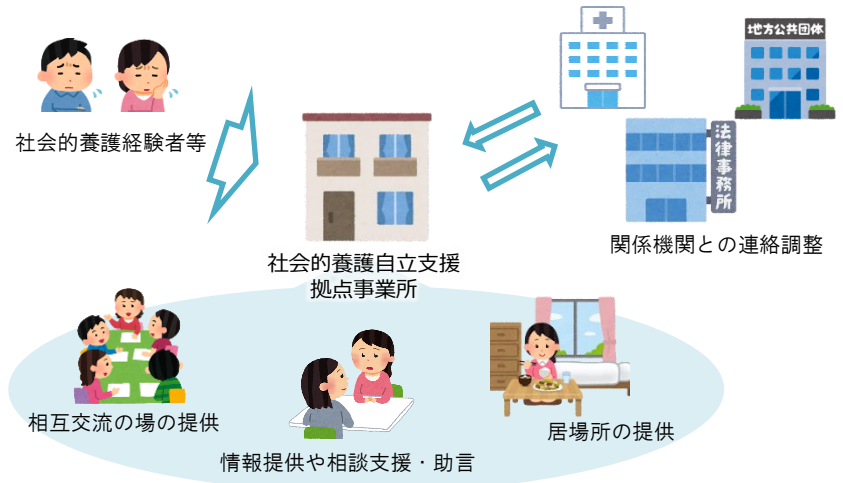 地方公共団体
社会的養護経験者等
法律事務所
関係機関との連絡調整
社会的養護自立支援
拠点事業所
相互交流の場の提供
情報提供や相談支援・助言
居場所の提供